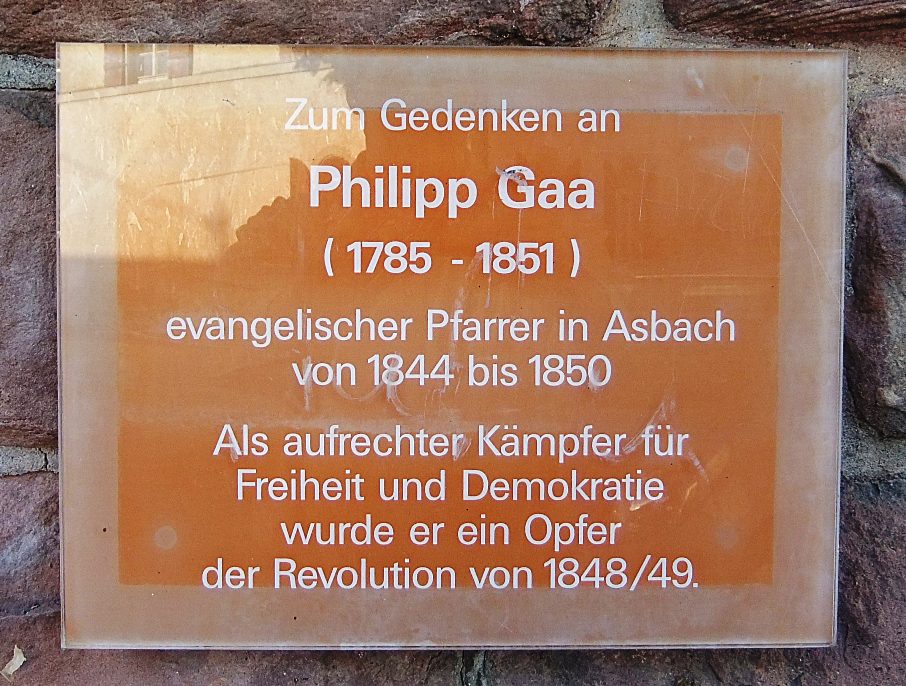 Zum Gedenken an
Philipp Gaa
( 1785 - 1851 )
evangelischer Pfarrer in Asbach
von 1844 bis 1850
Als aufrechter Kämpfer für
Freiheit und Demokratie
wurde er ein Opfer
der Revolution von 1848/49.